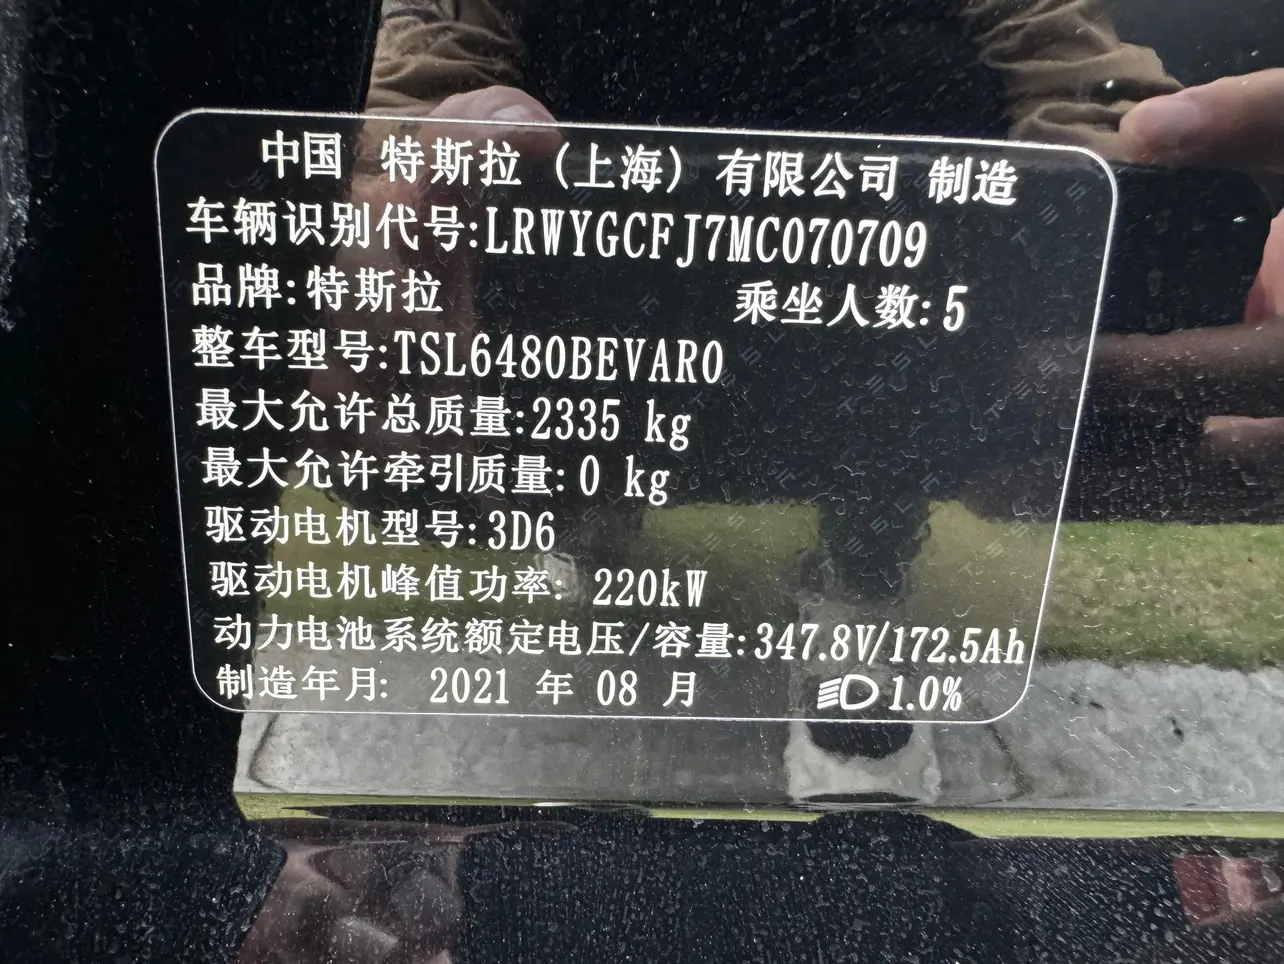 中国 特斯拉 (上海) 有限公司 制造
车辆识别代号:LRWYGCFJ7MC070709
品牌:特斯拉 乘坐人数:5
整车型号:TSL6480BEVAR0
最大允许总质量:2335 kg
最大允许牵引质量:0 kg
驱动电机型号:3D6
驱动电机峰值功率: 220kW
动力电池系统额定电压/容量:347.8V/172.5Ah
制造年月: 2021 年 08 月 1.0%